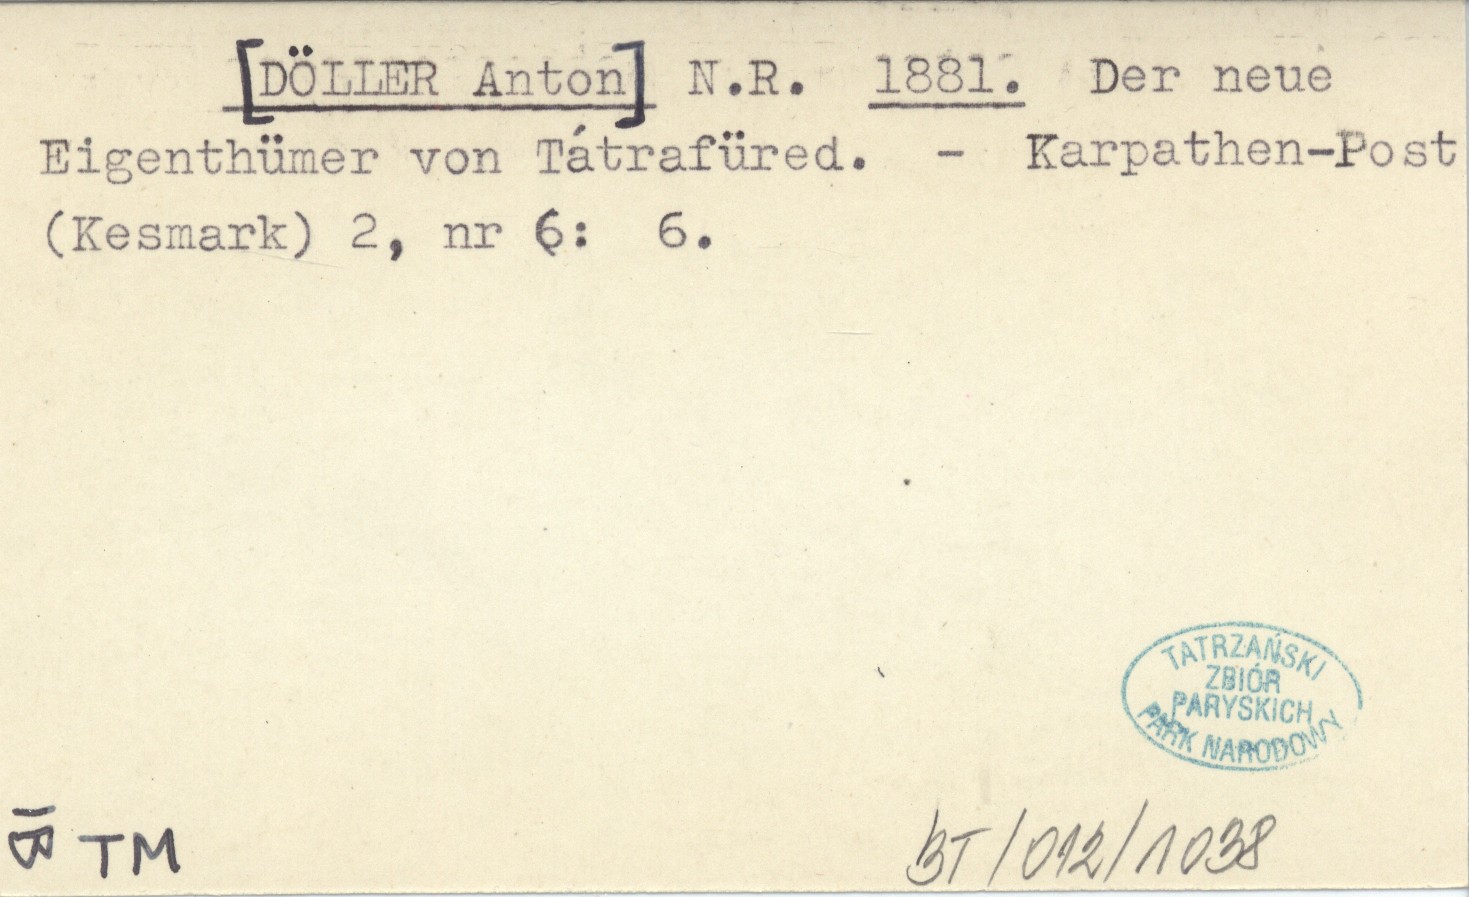 [DÖLLER Anton] N.R. 1881. Der neue
Eigenthümer von Tátrafüred. - Karpathen-Post
(Kesmark) 2, nr 6: 6.
TATRZAŃSKI
ZBIÓR
PARYSKICH
PARK NARODOWY
B TM
BT/012/1038